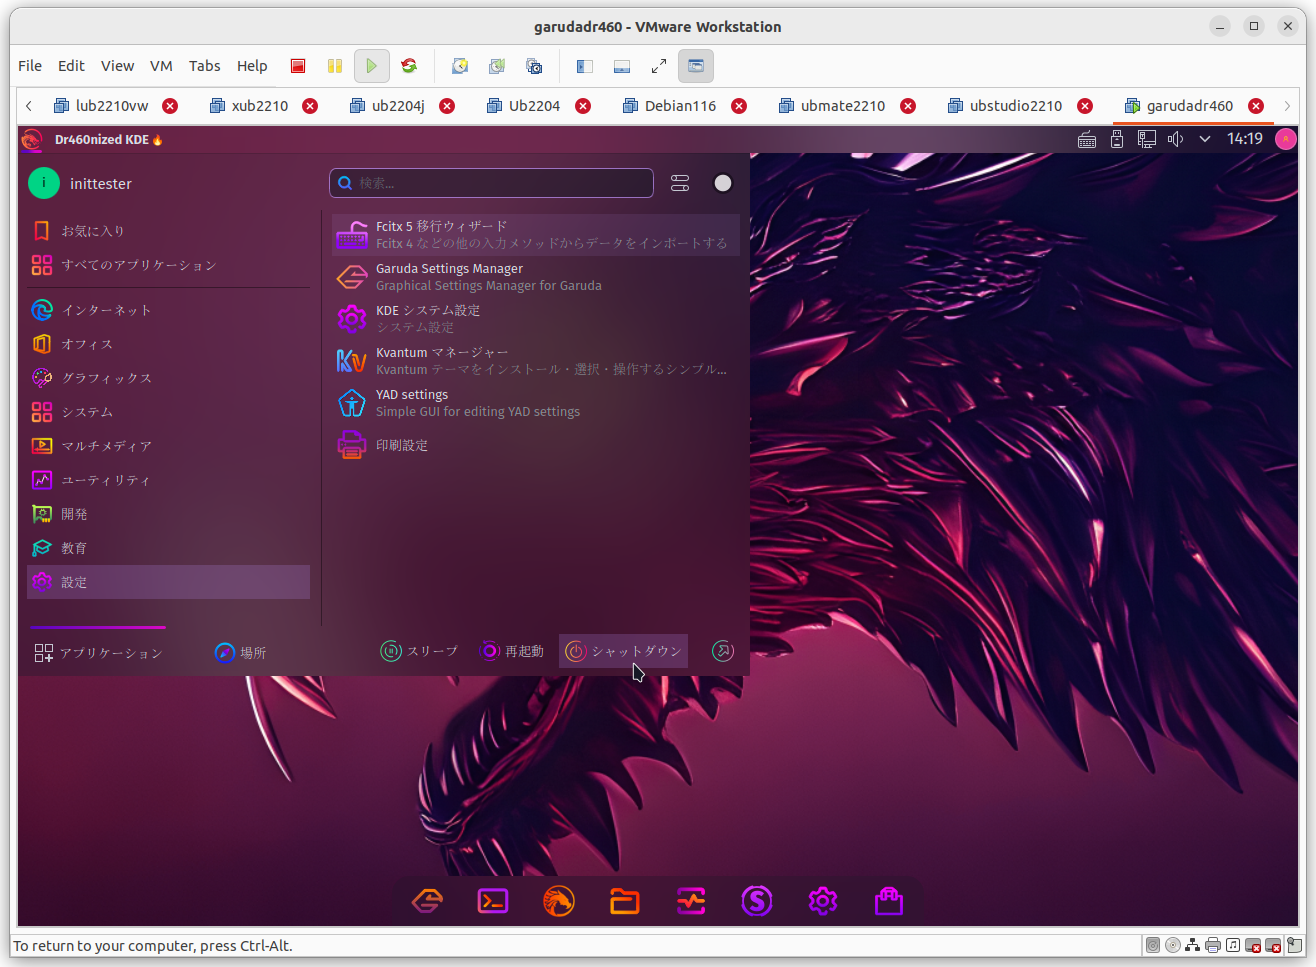 garudadr460 - VMware Workstation
File Edit View VM Tabs Help
lub2210vw xub2210 ub2204j Ub2204 Debian116 ubmate2210 ubstudio2210 garudadr460
Dr460nized KDE🔥 14:19
i inittester
検索...
お気に入り
すべてのアプリケーション
インターネット
オフィス
グラフィックス
システム
マルチメディア
ユーティリティ
開発
教育
設定
Fcitx 5 移行ウィザード
Fcitx 4 などの他の入力メソッドからデータをインポートする
Garuda Settings Manager
Graphical Settings Manager for Garuda
KDE システム設定
システム設定
Kvantum マネージャー
Kvantum テーマをインストール・選択・操作するシンプル...
YAD settings
Simple GUI for editing YAD settings
印刷設定
アプリケーション 場所 スリープ 再起動 シャットダウン
To return to your computer, press Ctrl-Alt.